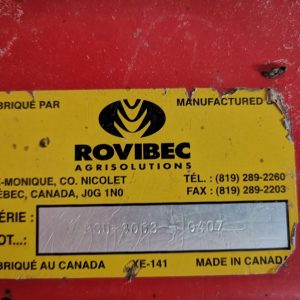 BRIQUÉ PAR MANUFACTURED B
ROVIBEC
AGRISOLUTIONS
E-MONIQUE, CO. NICOLET TÉL. : (819) 289-2260
ÉBEC, CANADA, J0G 1N0 FAX : (819) 289-2203
ÉRIE :
OT...:
BRIQUÉ AU CANADA XE-141 MADE IN CANADA